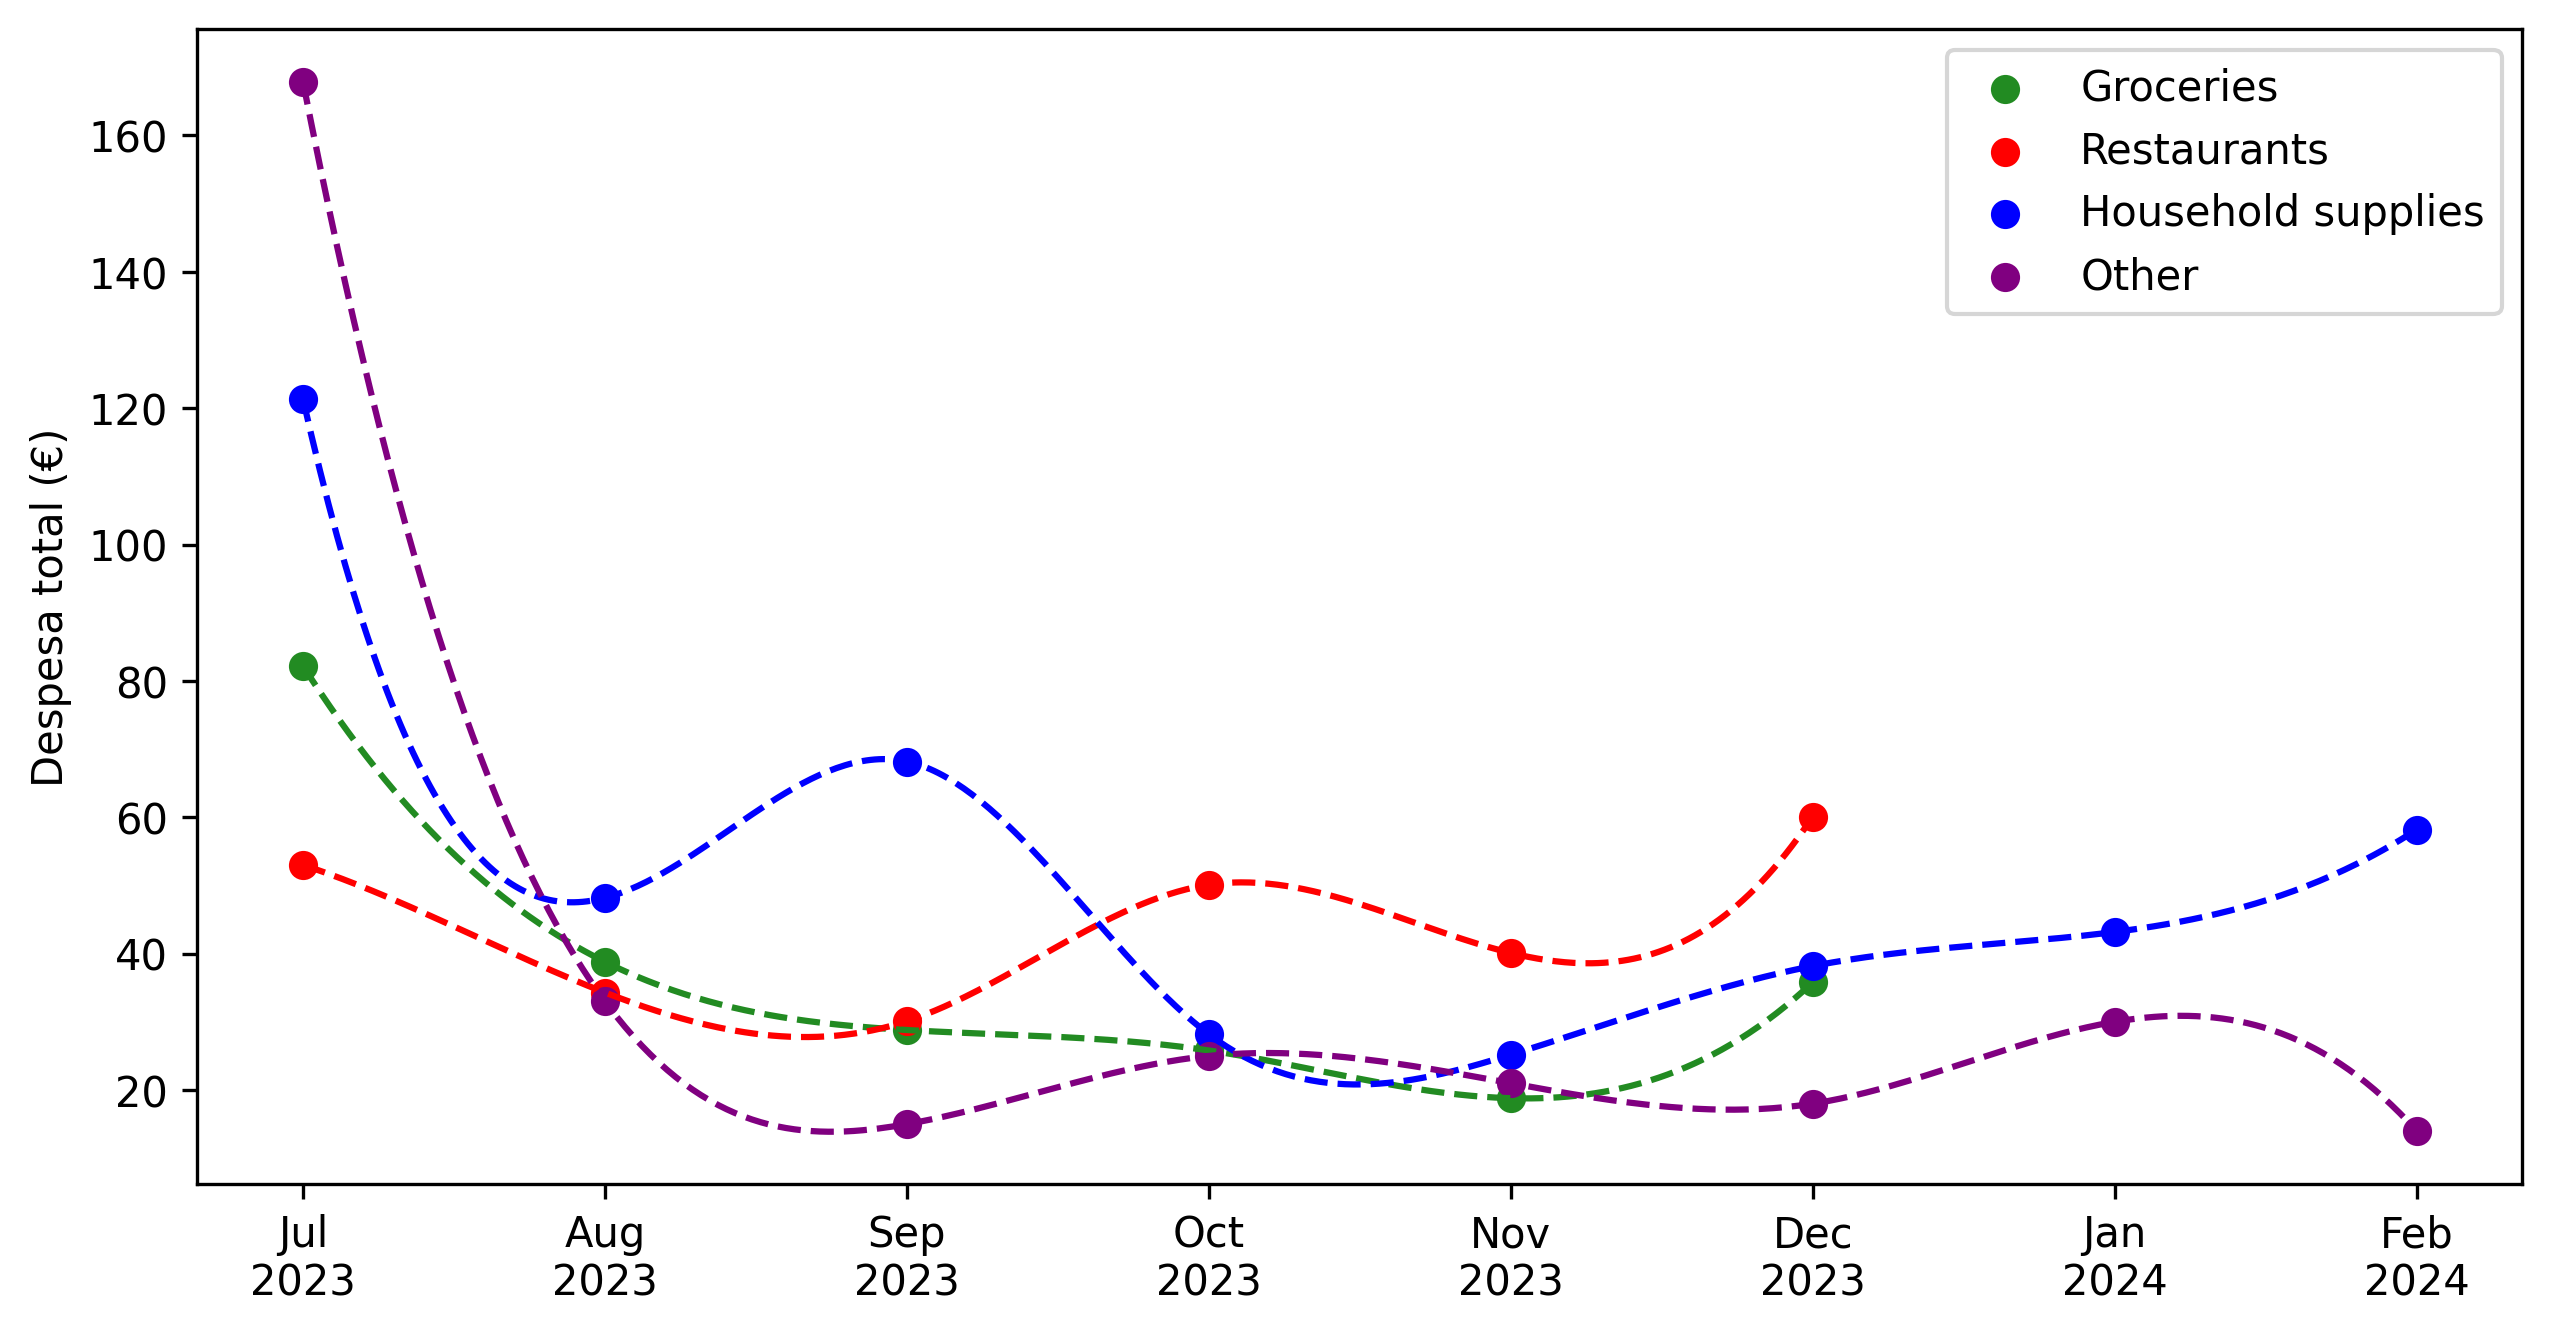 Despesa total (€)
160
140
120
100
80
60
40
20
Groceries
Restaurants
Household supplies
Other
Jul
2023
Aug
2023
Sep
2023
Oct
2023
Nov
2023
Dec
2023
Jan
2024
Feb
2024